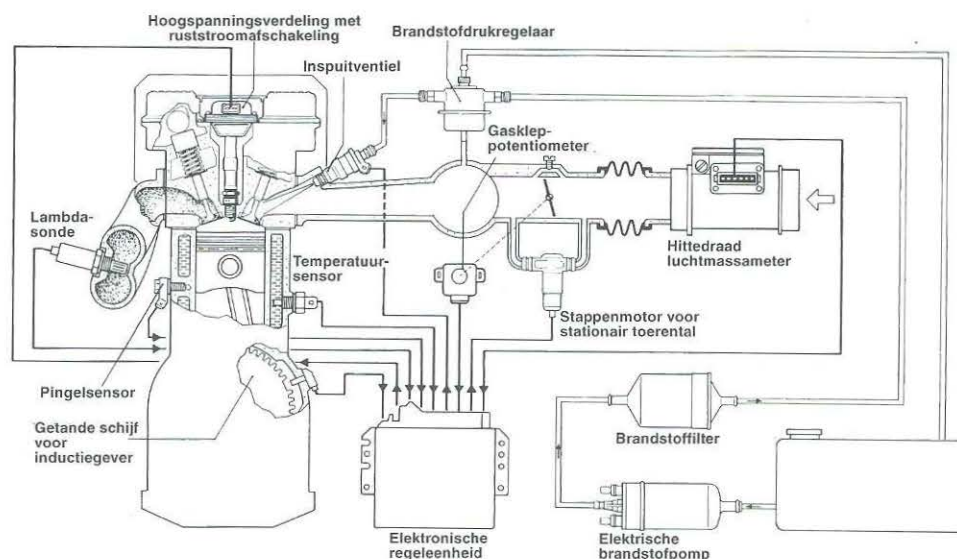 Hoogspanningsverdeling met
ruststroomafschakeling
Inspuitventiel
Brandstofdrukregelaar
Gasklep-
potentiometer
Lambda-
sonde
Temperatuur-
sensor
Hittedraad
luchtmassameter
Stappenmotor voor
stationair toerental
Pingelsensor
Getande schijf
voor
inductiegever
Brandstoffilter
Elektronische
regeleenheid
Elektrische
brandstofpomp